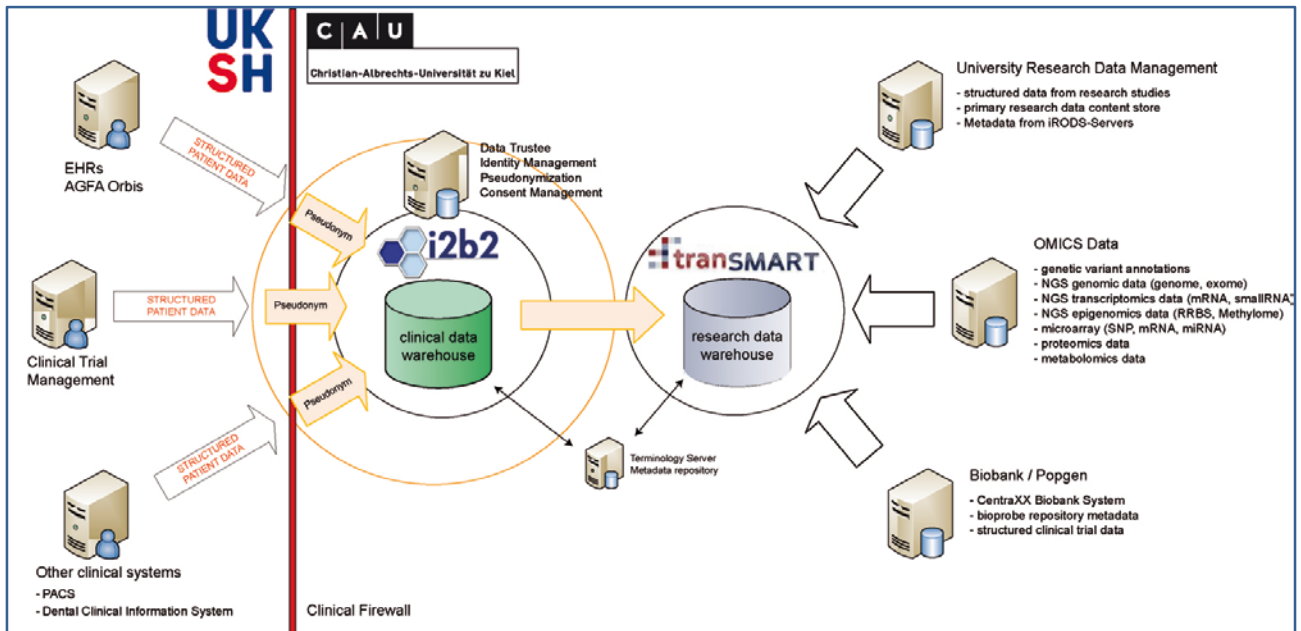 UK
SH
C A U
Christian-Albrechts-Universität zu Kiel
EHRs
AGFA Orbis
STRUCTURED
PATIENT DATA
Clinical Trial
Management
STRUCTURED
PATIENT DATA
Other clinical systems
- PACS
- Dental Clinical Information System
STRUCTURED
PATIENT DATA
Clinical Firewall
Pseudonym
Pseudonym
Pseudonym
Data Trustee
Identity Management
Pseudonymization
Consent Management
i2b2
clinical data
warehouse
tranSMART
research data
warehouse
Terminology Server
Metadata repository
University Research Data Management
- structured data from research studies
- primary research data content store
- Metadata from iRODS-Servers
OMICS Data
- genetic variant annotations
- NGS genomic data (genome, exome)
- NGS transcriptomics data (mRNA, smallRNA)
- NGS epigenomics data (RRBS, Methylome)
- microarray (SNP, mRNA, miRNA)
- proteomics data
- metabolomics data
Biobank / Popgen
- CentraXX Biobank System
- bioprobe repository metadata
- structured clinical trial data